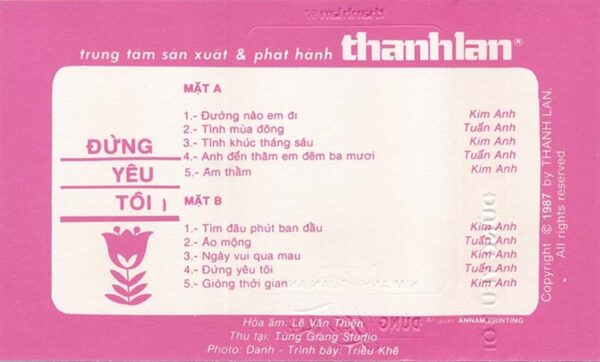 trung tâm sản xuất & phát hành thanhlan®
ĐỪNG
YÊU
TÔI 1
MẶT A
1.- Đường nào em đi Kim Anh
2.- Tình mùa đông Tuấn Anh
3.- Tình khúc tháng sáu Kim Anh
4.- Anh đến thăm em đêm ba mươi Tuấn Anh
5.- Âm thầm Kim Anh
MẶT B
1.- Tìm đâu phút ban đầu Kim Anh
2.- Áo mộng Tuấn Anh
3.- Ngày vui qua mau Kim Anh
4.- Đừng yêu tôi Tuấn Anh
5.- Giòng thời gian Kim Anh
Copyright © 1987 by THANH LAN.
All rights reserved.
ấn quán ANNAM PRINTING
Hòa âm: Lê Văn Thiện
Thu tại: Tùng Giang Studio
Photo: Danh - Trình bày: Triều Khê